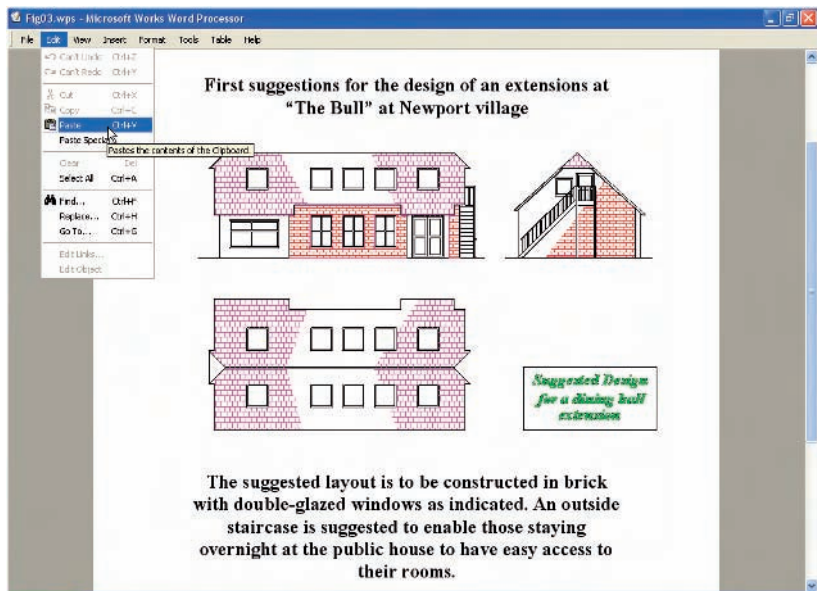 Fig03.wps - Microsoft Works Word Processor
File Edit View Insert Format Tools Table Help
Can't Undo Ctrl+Z
Can't Redo Ctrl+Y
Cut Ctrl+X
Copy Ctrl+C
Paste Ctrl+V
Paste Special
Pastes the contents of the Clipboard.
Clear Del
Select All Ctrl+A
Find... Ctrl+F
Replace... Ctrl+H
Go To... Ctrl+G
Edit Links...
Edit Object
First suggestions for the design of an extensions at
“The Bull” at Newport village
Suggested Design
for a dining hall
extension
The suggested layout is to be constructed in brick
with double-glazed windows as indicated. An outside
staircase is suggested to enable those staying
overnight at the public house to have easy access to
their rooms.